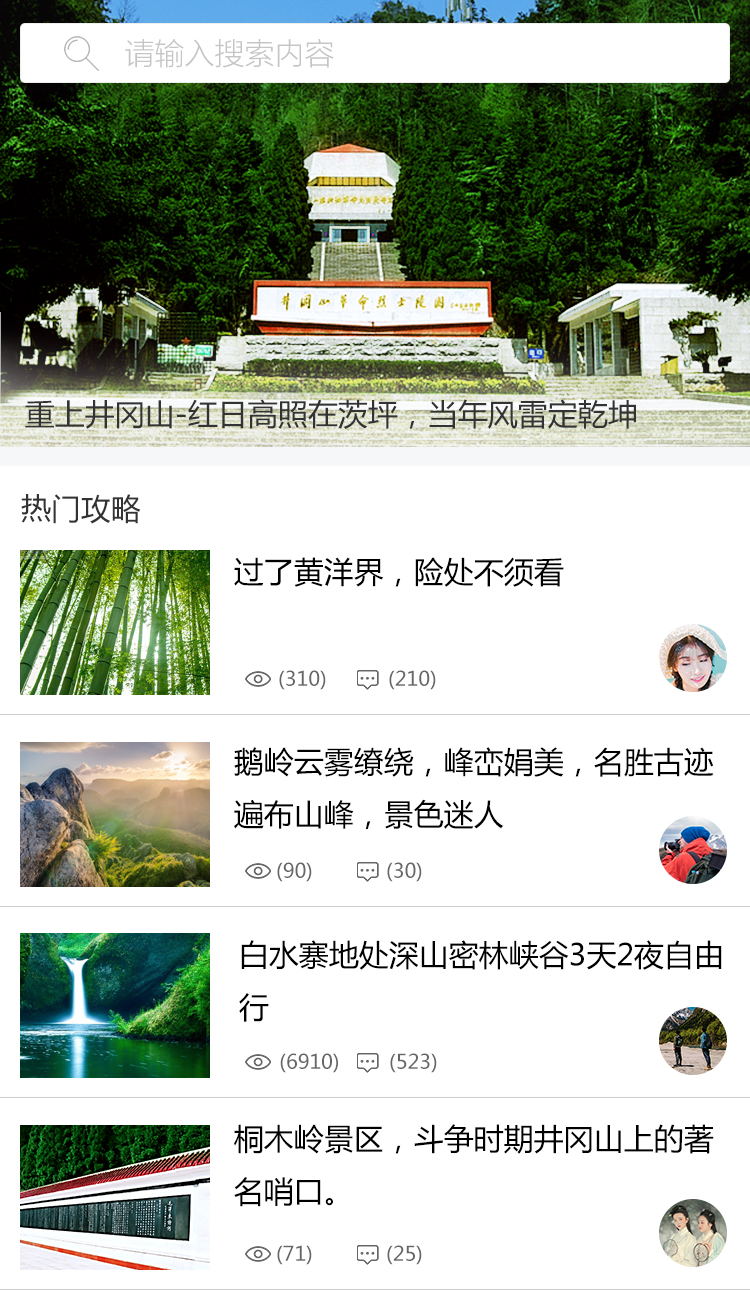 请输入搜索内容
井冈山革命烈士陵园
重上井冈山-红日高照在茨坪，当年风雷定乾坤
热门攻略
过了黄洋界，险处不须看
(310) (210)
鹅岭云雾缭绕，峰峦娟美，名胜古迹
遍布山峰，景色迷人
(90) (30)
白水寨地处深山密林峡谷3天2夜自由
行
(6910) (523)
桐木岭景区，斗争时期井冈山上的著
名哨口。
(71) (25)